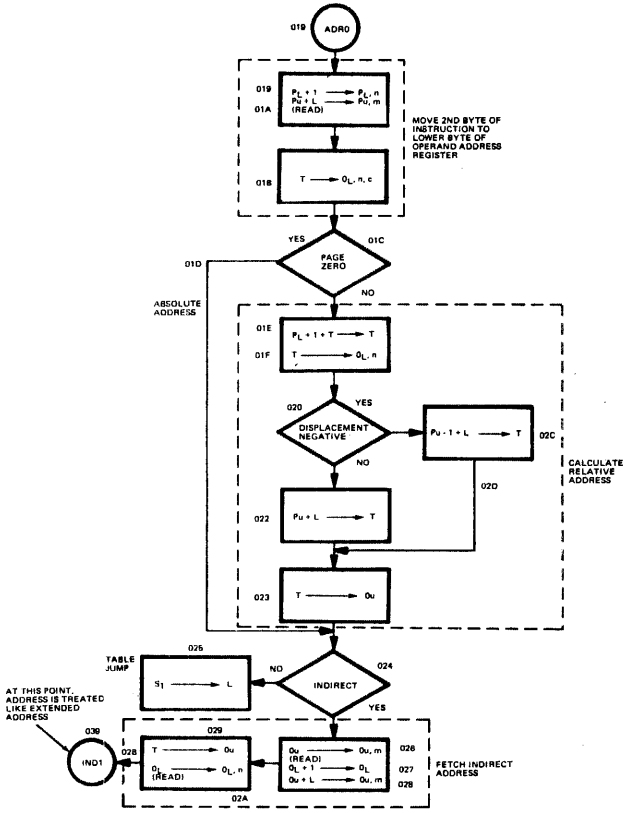 019
ADR0
019
01A
PL + 1 → PL, n
Pu + L → Pu, m
(READ)
MOVE 2ND BYTE OF
INSTRUCTION TO
LOWER BYTE OF
OPERAND ADDRESS
REGISTER
01B
T → 0L, n, c
YES
01C
01D
PAGE
ZERO
NO
ABSOLUTE
ADDRESS
01E
PL + 1 + T → T
01F
T → 0L, n
YES
020
DISPLACEMENT
NEGATIVE
Pu - 1 + L → T
02C
NO
02D
CALCULATE
RELATIVE
ADDRESS
022
Pu + L → T
023
T → 0u
025
TABLE
JUMP
S1 → L
NO
024
INDIRECT
YES
AT THIS POINT,
ADDRESS IS TREATED
LIKE EXTENDED
ADDRESS
039
IND1
02B
029
T → 0u
0L → 0L, n
(READ)
02A
0u → 0u, m
(READ)
0L + 1 → 0L
0u + L → 0u, m
026
027
028
FETCH INDIRECT
ADDRESS